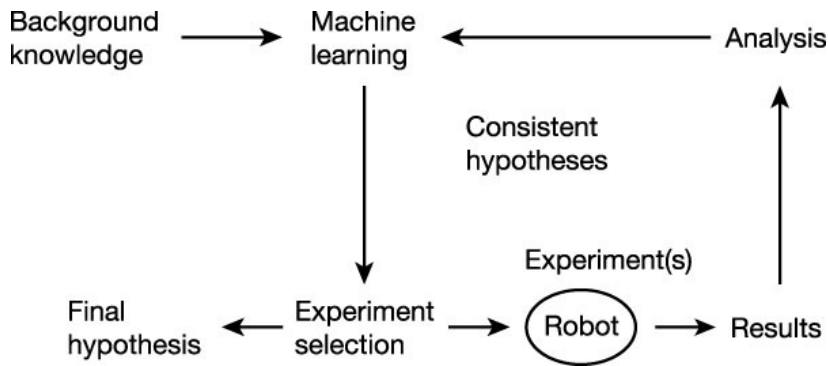 Background
knowledge
Machine
learning
Analysis
Consistent
hypotheses
Experiment(s)
Final
hypothesis
Experiment
selection
Robot
Results